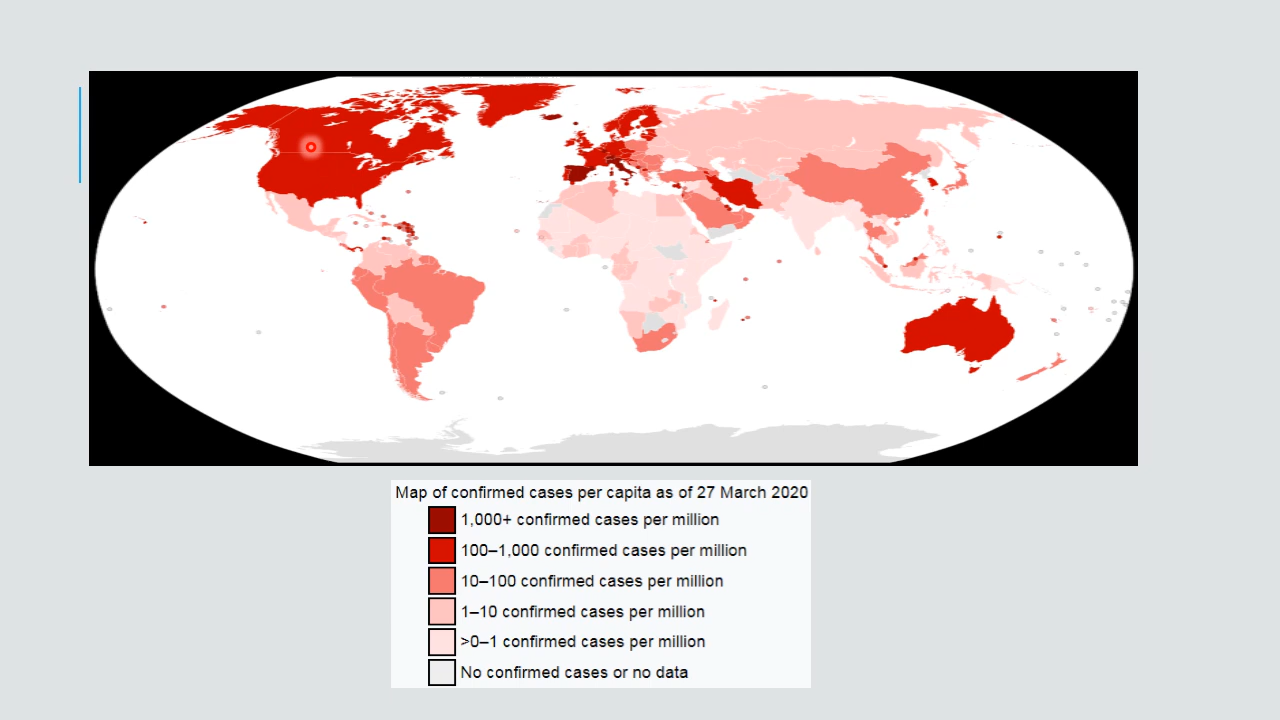 Map of confirmed cases per capita as of 27 March 2020
1,000+ confirmed cases per million
100–1,000 confirmed cases per million
10–100 confirmed cases per million
1–10 confirmed cases per million
>0–1 confirmed cases per million
No confirmed cases or no data